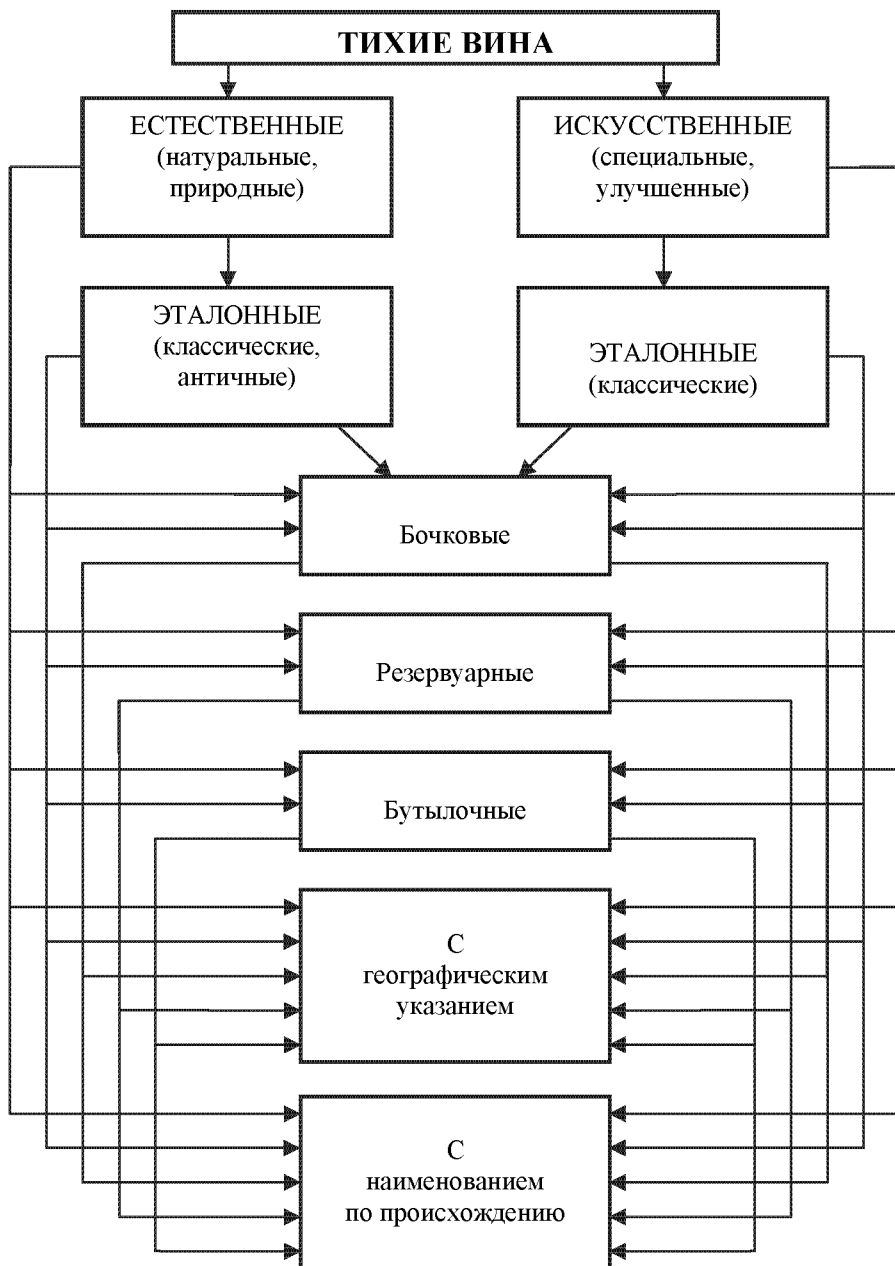 ТИХИЕ ВИНА
ЕСТЕСТВЕННЫЕ
(натуральные,
природные)
ИСКУССТВЕННЫЕ
(специальные,
улучшенные)
ЭТАЛОННЫЕ
(классические,
античные)
ЭТАЛОННЫЕ
(классические)
Бочковые
Резервуарные
Бутылочные
С
географическим
указанием
С
наименованием
по происхождению